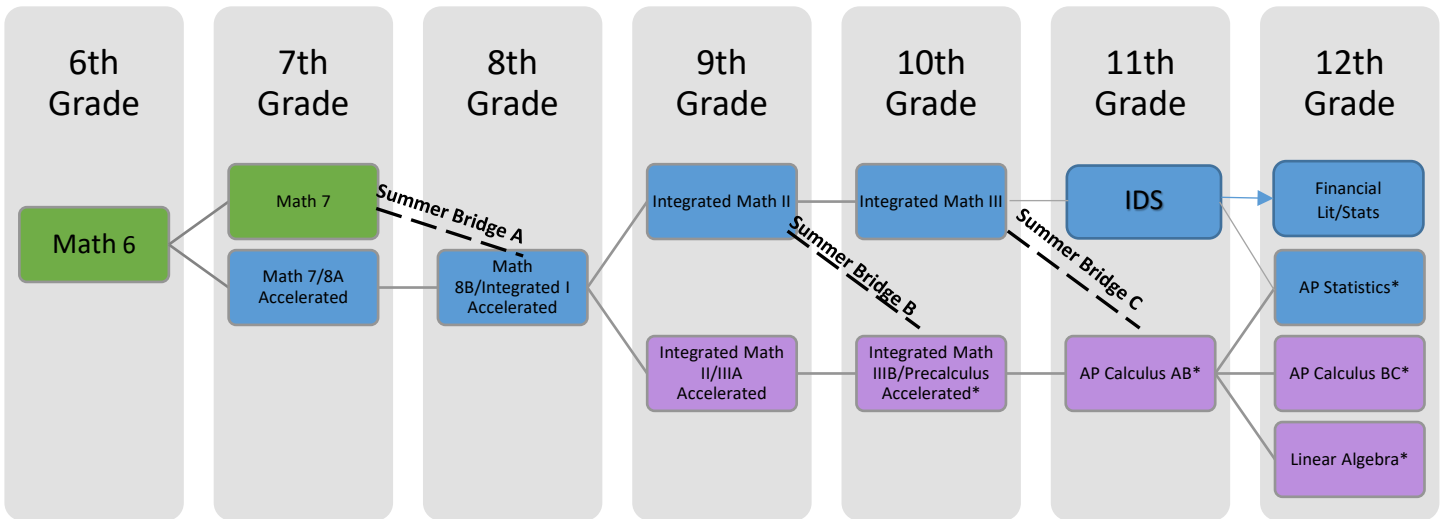 6th
Grade
7th
Grade
8th
Grade
9th
Grade
10th
Grade
11th
Grade
12th
Grade
Math 6
Math 7
Math 7/8A
Accelerated
Summer Bridge A
Math
8B/Integrated I
Accelerated
Integrated Math II
Integrated Math
II/IIIA
Accelerated
Summer Bridge B
Integrated Math III
Integrated Math
IIIB/Precalculus
Accelerated*
Summer Bridge C
IDS
AP Calculus AB*
Financial
Lit/Stats
AP Statistics*
AP Calculus BC*
Linear Algebra*